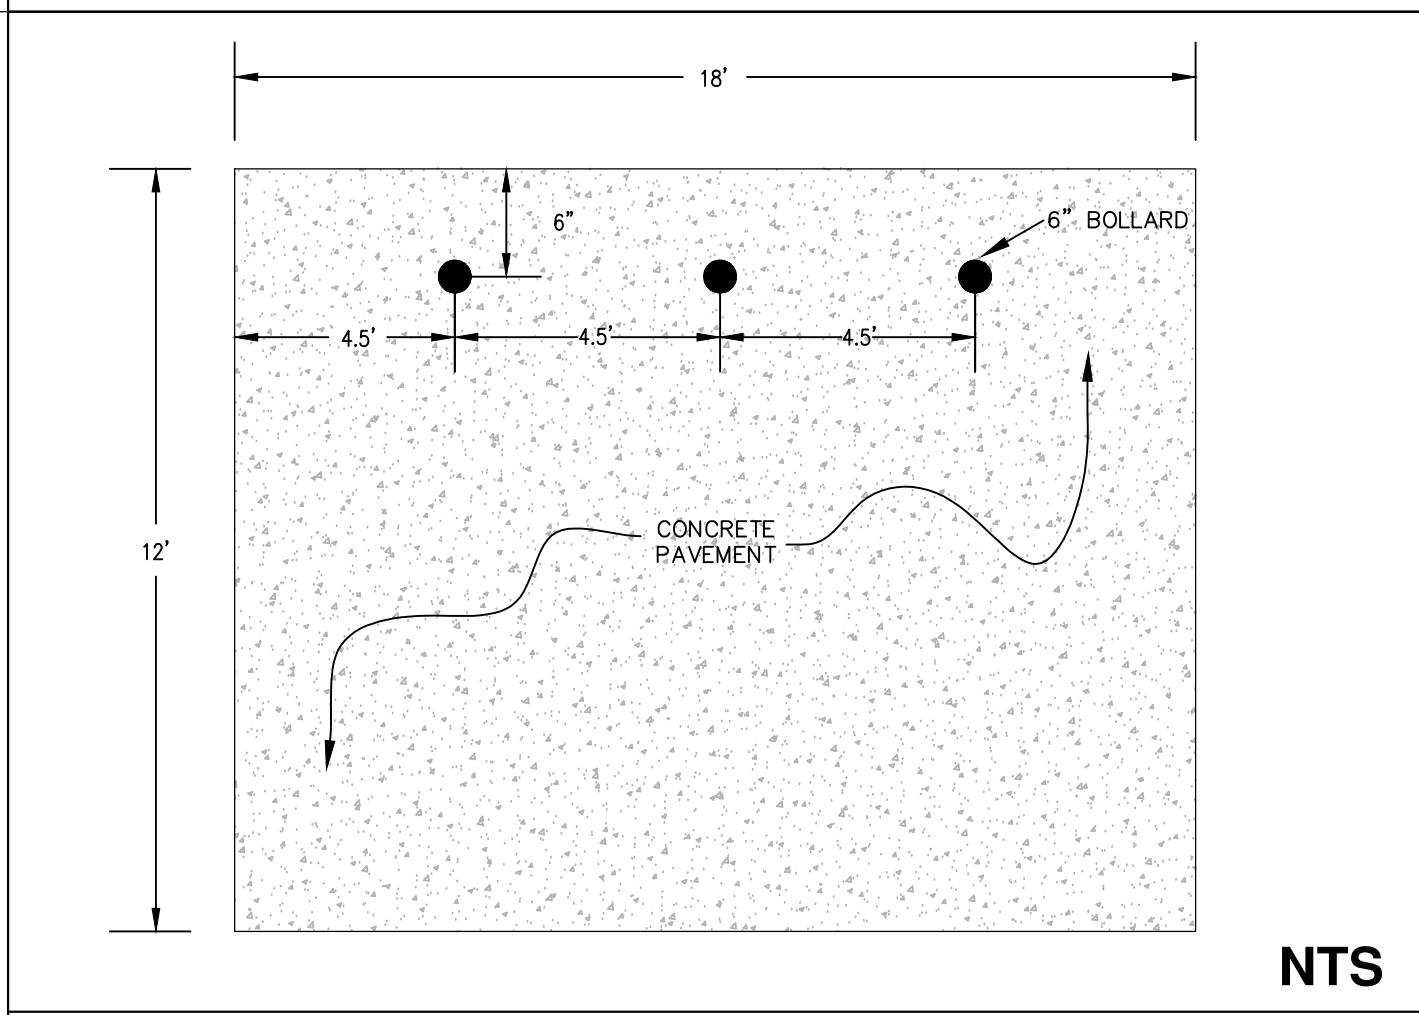 18'
6"
6" BOLLARD
4.5'
4.5'
4.5'
CONCRETE
PAVEMENT
12'
NTS